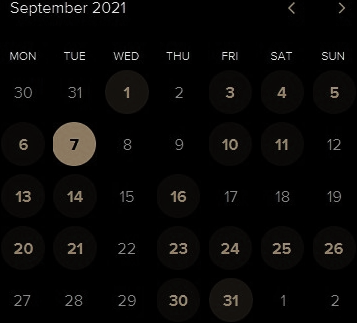 September 2021
MON TUE WED THU FRI SAT SUN
30 31 1 2 3 4 5
6 7 8 9 10 11 12
13 14 15 16 17 18 19
20 21 22 23 24 25 26
27 28 29 30 31 1 2